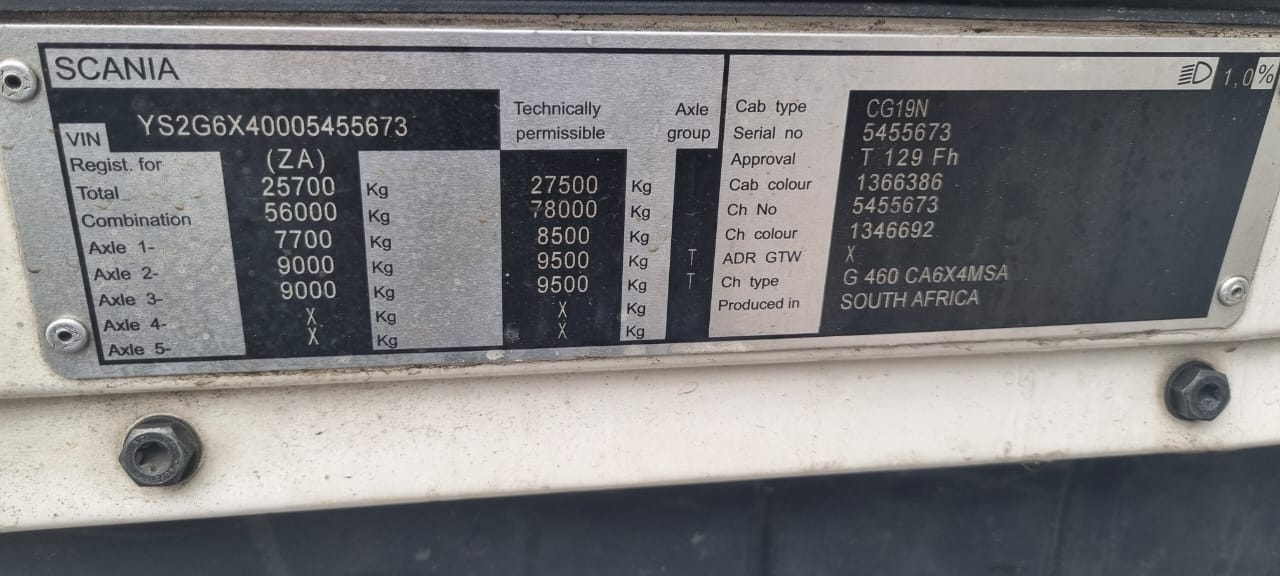 SCANIA
1,0%
VIN YS2G6X40005455673
Technically permissible
Axle group
Regist. for (ZA)
Total 25700 Kg 27500 Kg
Combination 56000 Kg 78000 Kg
Axle 1- 7700 Kg 8500 Kg
Axle 2- 9000 Kg 9500 Kg T
Axle 3- 9000 Kg 9500 Kg T
Axle 4- X Kg X Kg
Axle 5- X Kg X Kg
Cab type CG19N
Serial no 5455673
Approval T 129 Fh
Cab colour 1366386
Ch No 5455673
Ch colour 1346692
ADR GTW X
Ch type G 460 CA6X4MSA
Produced in SOUTH AFRICA